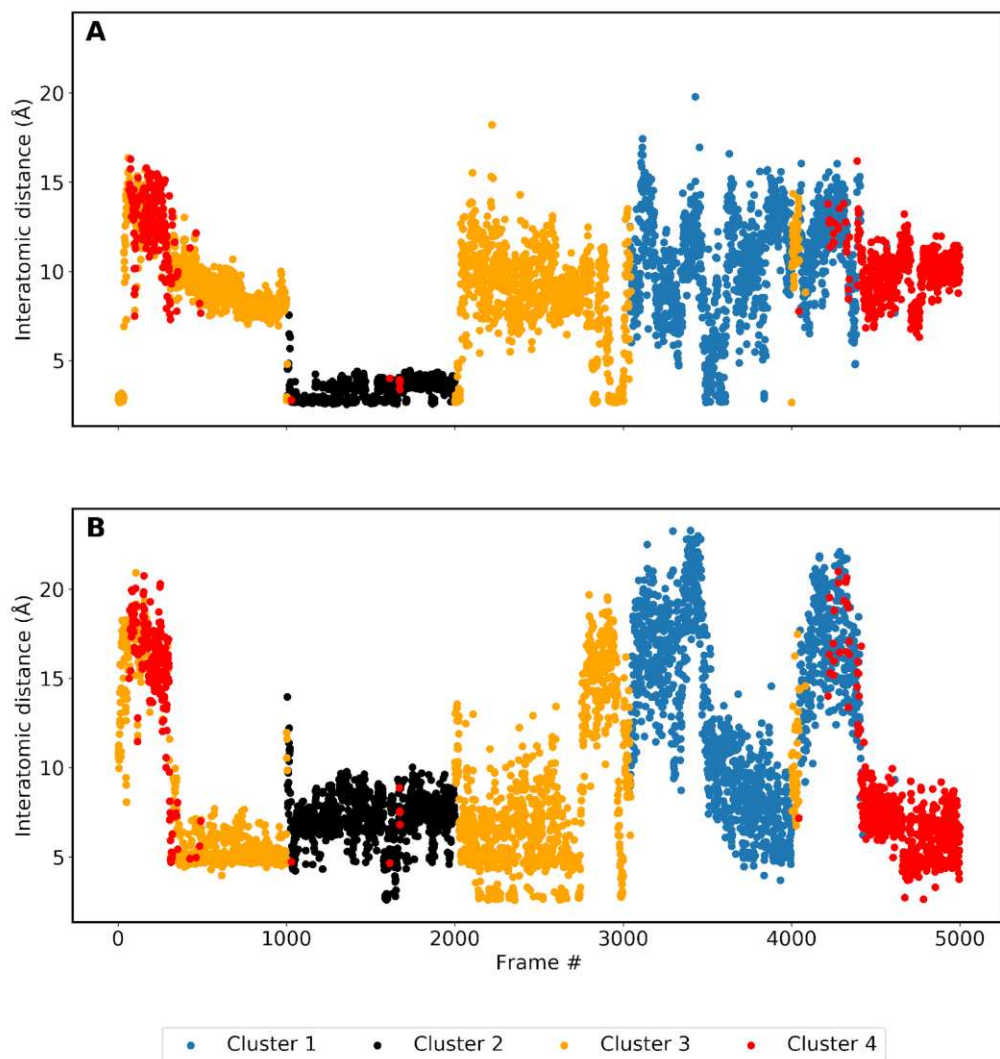 A
Interatomic distance (Å)
20
15
10
5
B
Interatomic distance (Å)
20
15
10
5
0 1000 2000 3000 4000 5000
Frame #
Cluster 1 Cluster 2 Cluster 3 Cluster 4